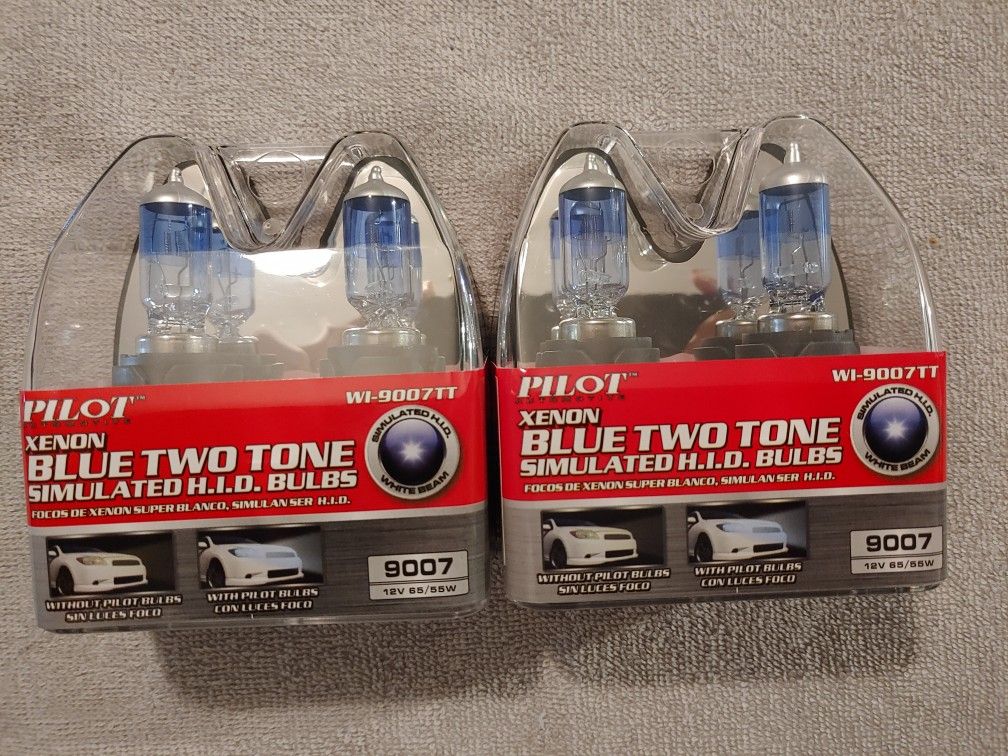 PILOT™
AUTOMOTIVE
WI-9007TT
XENON
BLUE TWO TONE
SIMULATED H.I.D. BULBS
FOCOS DE XENON SUPER BLANCO, SIMULAN SER H.I.D.
SIMULATED H.I.D.
WHITE BEAM
WITHOUT PILOT BULBS
SIN LUCES FOCO
WITH PILOT BULBS
CON LUCES FOCO
9007
12V 65/55W
PILOT™
AUTOMOTIVE
WI-9007TT
XENON
BLUE TWO TONE
SIMULATED H.I.D. BULBS
FOCOS DE XENON SUPER BLANCO, SIMULAN SER H.I.D.
SIMULATED H.I.D.
WHITE BEAM
WITHOUT PILOT BULBS
SIN LUCES FOCO
WITH PILOT BULBS
CON LUCES FOCO
9007
12V 65/55W